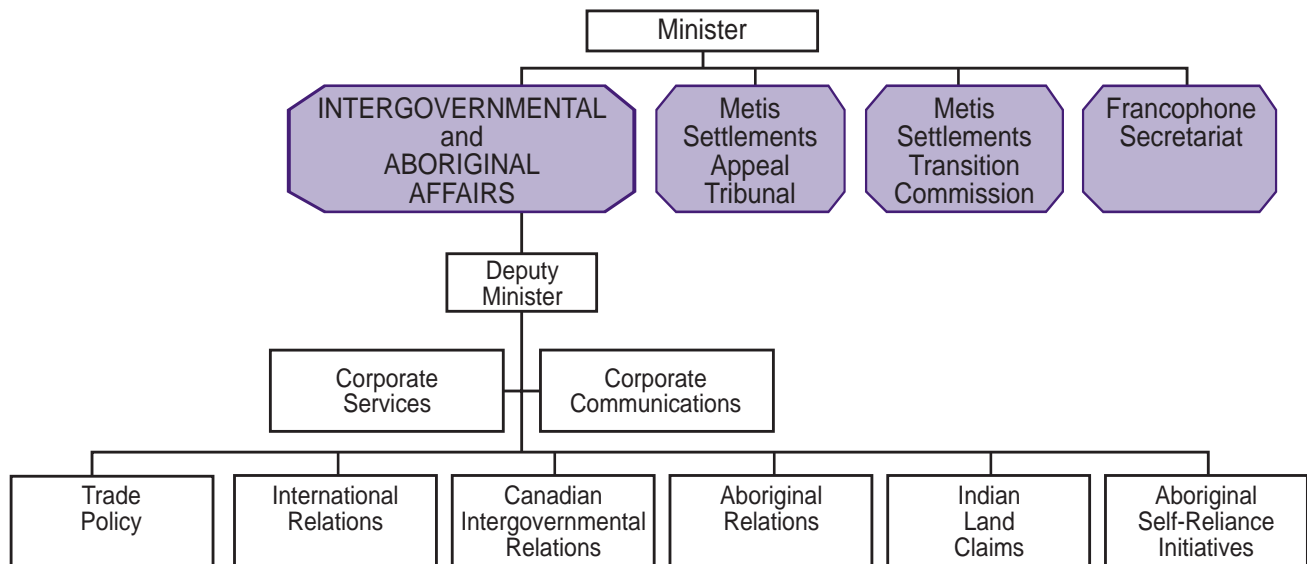 Minister
INTERGOVERNMENTAL
and
ABORIGINAL
AFFAIRS
Metis
Settlements
Appeal
Tribunal
Metis
Settlements
Transition
Commission
Francophone
Secretariat
Deputy
Minister
Corporate
Services
Corporate
Communications
Trade
Policy
International
Relations
Canadian
Intergovernmental
Relations
Aboriginal
Relations
Indian
Land
Claims
Aboriginal
Self-Reliance
Initiatives